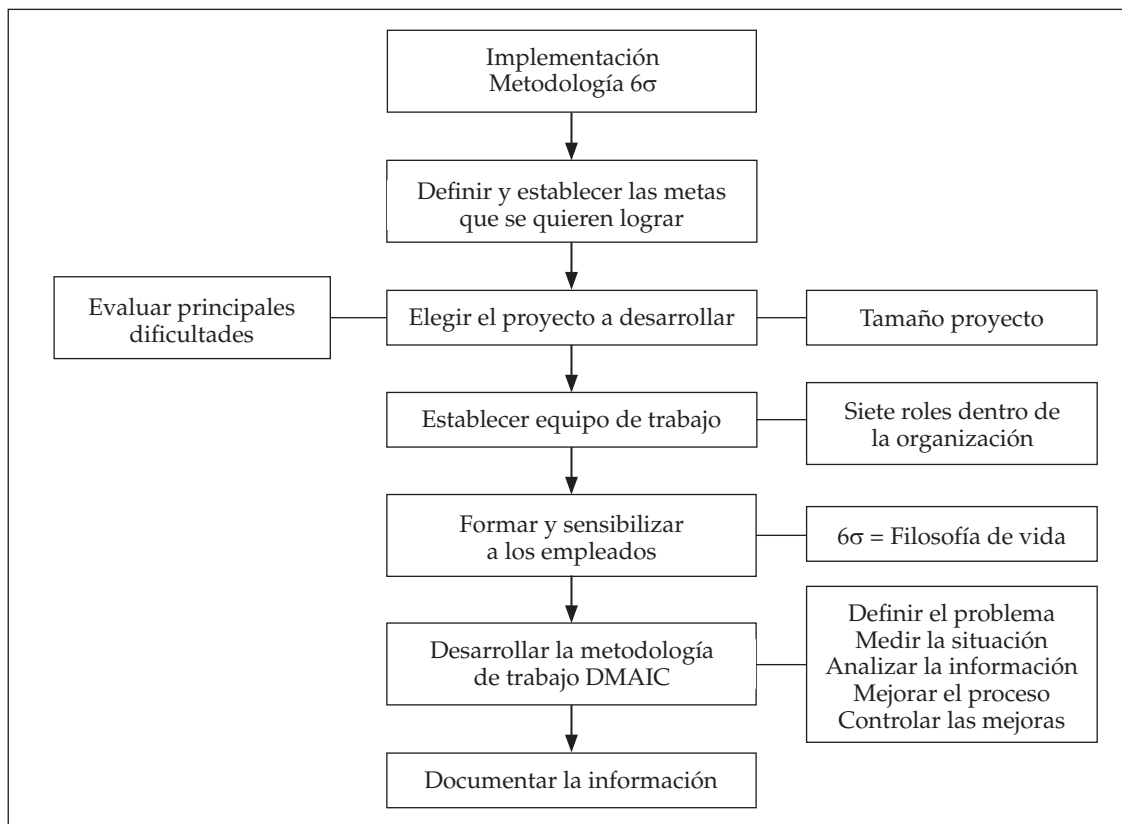 Implementación
Metodología 6σ
Definir y establecer las metas
que se quieren lograr
Evaluar principales
dificultades
Elegir el proyecto a desarrollar
Tamaño proyecto
Establecer equipo de trabajo
Siete roles dentro de
la organización
Formar y sensibilizar
a los empleados
6σ = Filosofía de vida
Desarrollar la metodología
de trabajo DMAIC
Definir el problema
Medir la situación
Analizar la información
Mejorar el proceso
Controlar las mejoras
Documentar la información